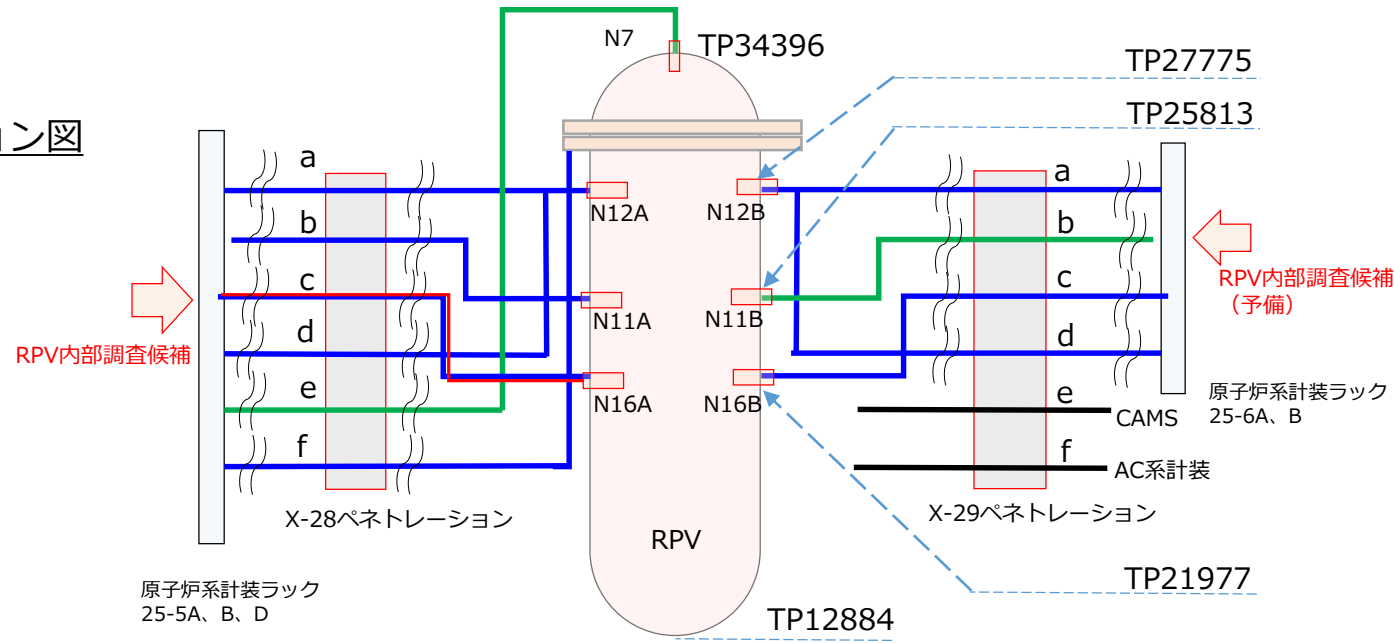 N7
TP34396
TP27775
TP25813
ョン図
a
b
c
d
e
f
N12A
N11A
N16A
N12B
N11B
N16B
a
b
c
d
e
f
RPV内部調査候補
RPV内部調査候補
（予備）
原子炉系計装ラック
25-6A、B
CAMS
AC系計装
X-28ペネトレーション
X-29ペネトレーション
RPV
原子炉系計装ラック
25-5A、B、D
TP21977
TP12884